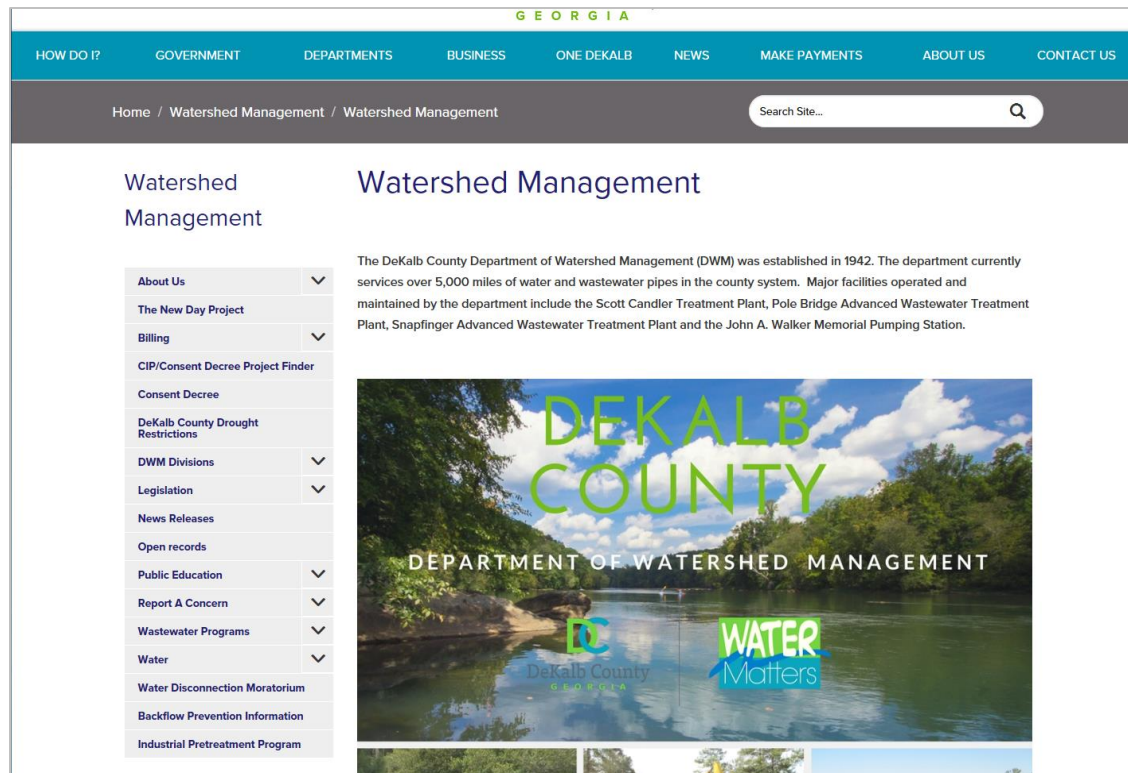 GEORGIA
HOW DO I? GOVERNMENT DEPARTMENTS BUSINESS ONE DEKALB NEWS MAKE PAYMENTS ABOUT US CONTACT US
Home / Watershed Management / Watershed Management
Search Site...
Watershed
Management
About Us
The New Day Project
Billing
CIP/Consent Decree Project Finder
Consent Decree
DeKalb County Drought
Restrictions
DWM Divisions
Legislation
News Releases
Open records
Public Education
Report A Concern
Wastewater Programs
Water
Water Disconnection Moratorium
Backflow Prevention Information
Industrial Pretreatment Program
Watershed Management
The DeKalb County Department of Watershed Management (DWM) was established in 1942. The department currently
services over 5,000 miles of water and wastewater pipes in the county system. Major facilities operated and
maintained by the department include the Scott Candler Treatment Plant, Pole Bridge Advanced Wastewater Treatment
Plant, Snapfinger Advanced Wastewater Treatment Plant and the John A. Walker Memorial Pumping Station.
DEKALB
COUNTY
DEPARTMENT OF WATERSHED MANAGEMENT
DC
DeKalb County
GEORGIA
WATER
Matters